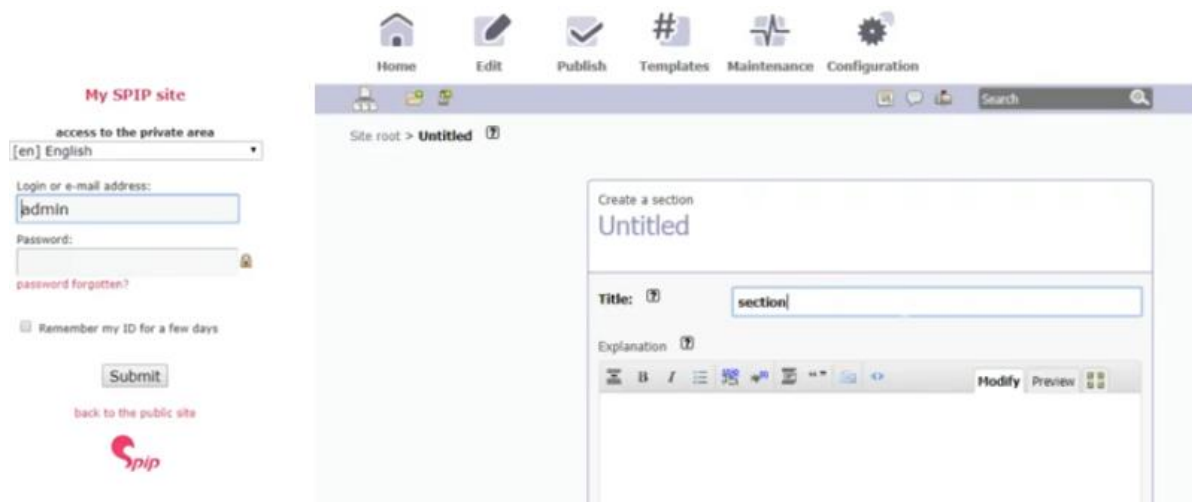 My SPIP site
access to the private area
[en] English
Login or e-mail address:
admin
Password:
password forgotten?
Remember my ID for a few days
Submit
back to the public site
Spip
Home Edit Publish Templates Maintenance Configuration
Search
Site root > Untitled
Create a section
Untitled
Title: section
Explanation
Modify Preview